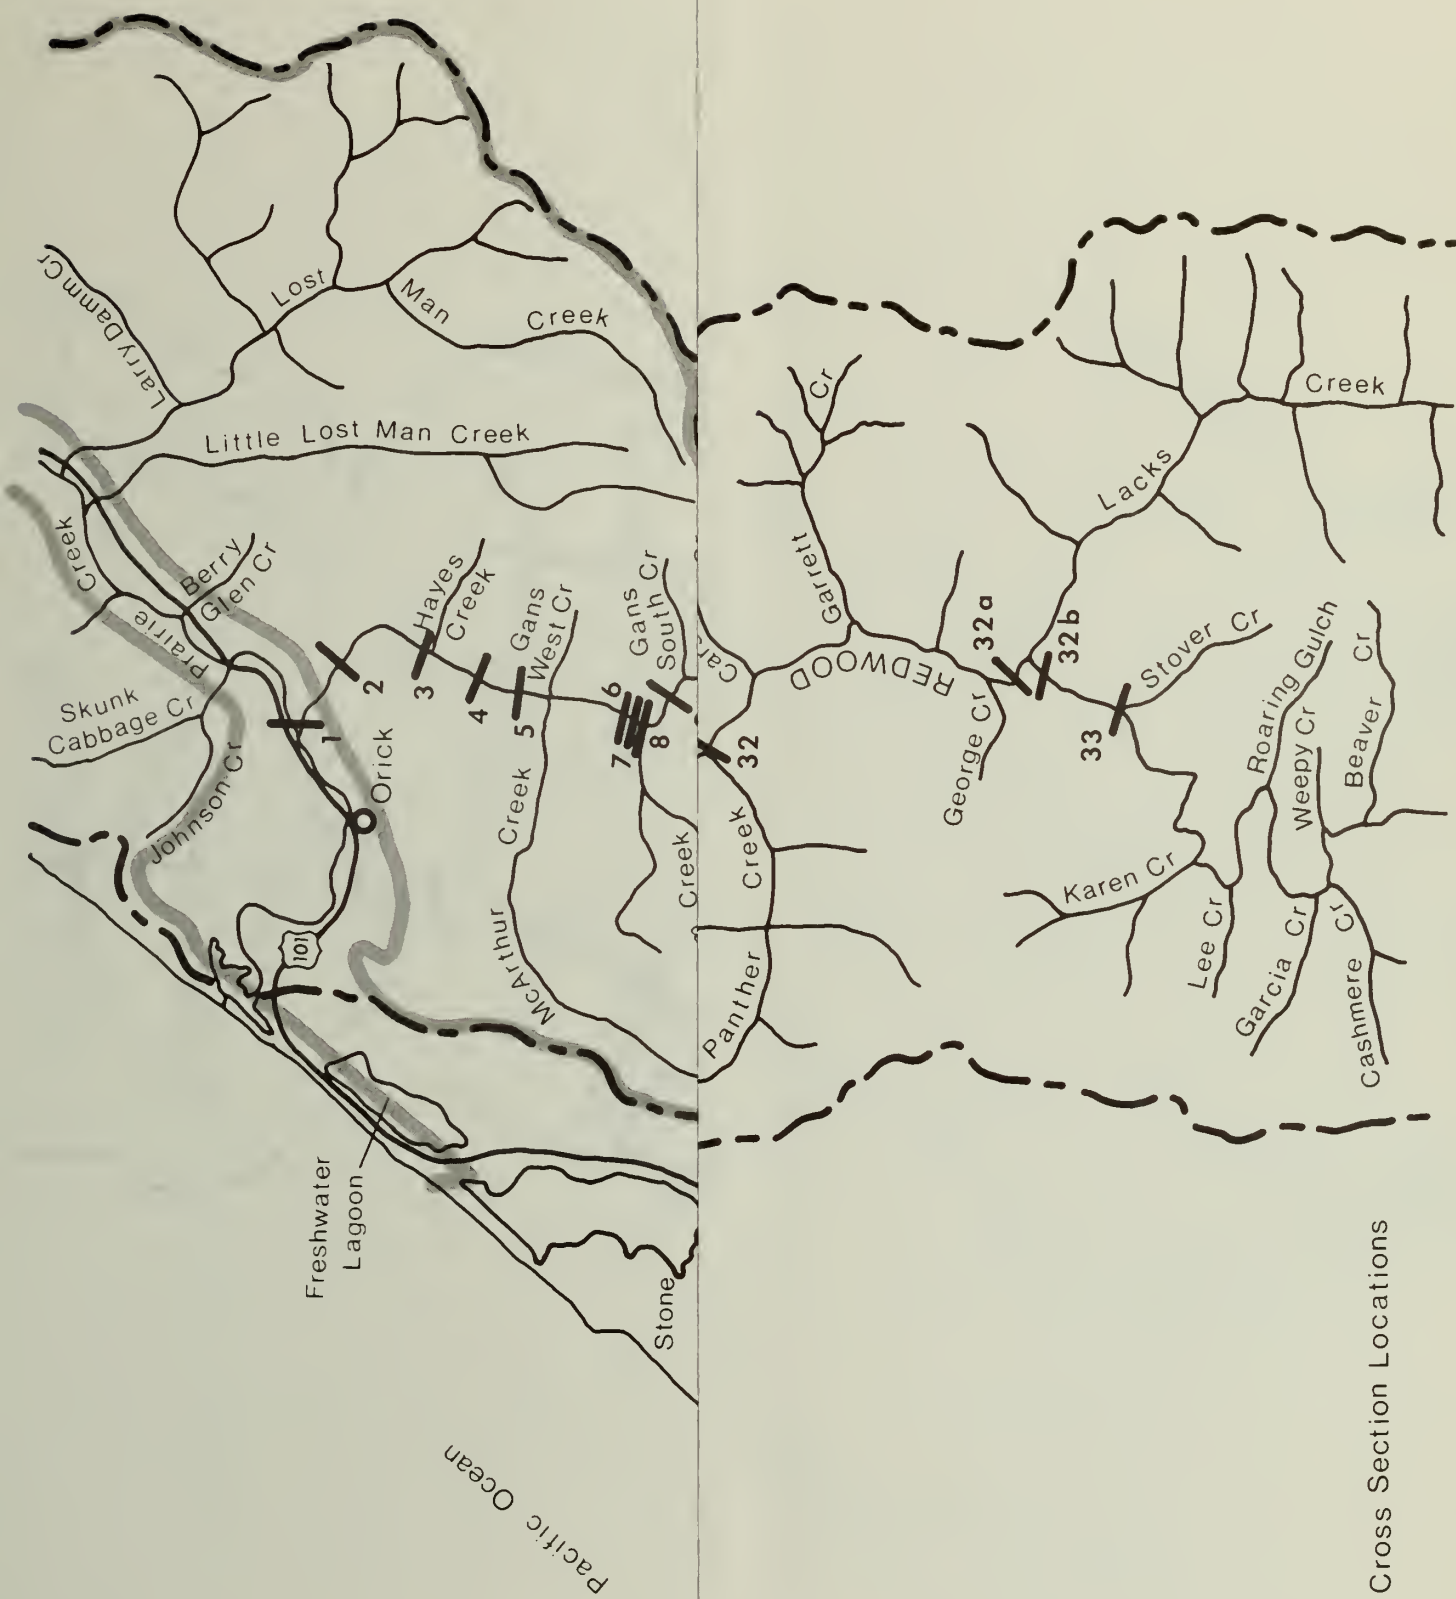 Larry Damm Cr
Lost
Man
Creek
Little Lost Man Creek
Creek
Prairie
Berry
Glen Cr
Skunk
Cabbage Cr
Johnson Cr
Hayes
Creek
Gans
West Cr
Gans
South Cr
1
2
3
4
5
6
7
8
Orick
101
McArthur
Creek
Creek
Freshwater
Lagoon
Stone
Pacific Ocean
Garrett
Cr
REDWOOD
32
32a
32b
33
Lacks
Creek
Stover Cr
Roaring Gulch
Weepy Cr
Beaver Cr
George Cr
Karen Cr
Lee Cr
Garcia Cr
Cashmere Cr
Panther
Creek
Cross Section Locations